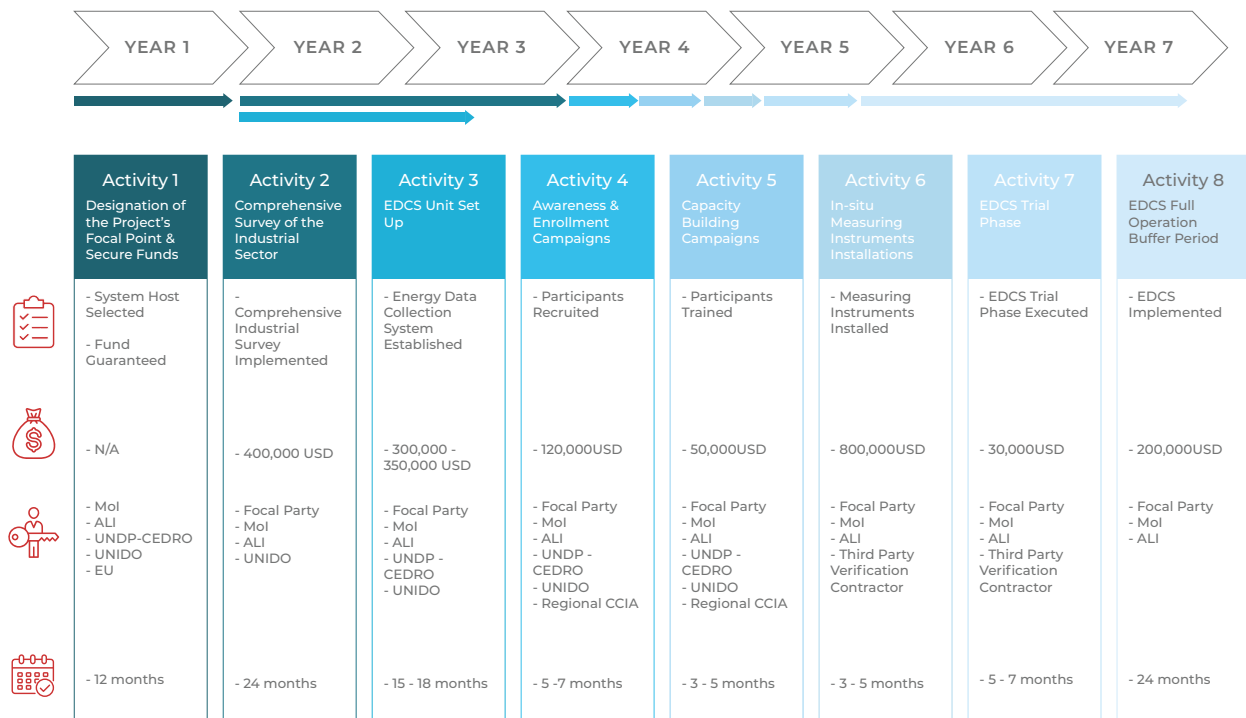 YEAR 1
YEAR 2
YEAR 3
YEAR 4
YEAR 5
YEAR 6
YEAR 7
Activity 1
Designation of
the Project's
Focal Point &
Secure Funds
Activity 2
Comprehensive
Survey of the
Industrial
Sector
Activity 3
EDCS Unit Set
Up
Activity 4
Awareness &
Enrollment
Campaigns
Activity 5
Capacity
Building
Campaigns
Activity 6
In-situ
Measuring
Instruments
Installations
Activity 7
EDCS Trial
Phase
Activity 8
EDCS Full
Operation
Buffer Period
- System Host
Selected
- Fund
Guaranteed
-
Comprehensive
Industrial
Survey
Implemented
- Energy Data
Collection
System
Established
- Participants
Recruited
- Participants
Trained
- Measuring
Instruments
Installed
- EDCS Trial
Phase Executed
- EDCS
Implemented
- N/A
- 400,000 USD
- 300,000 -
350,000 USD
- 120,000USD
- 50,000USD
- 800,000USD
- 30,000USD
- 200,000USD
- MoI
- ALI
- UNDP-CEDRO
- UNIDO
- EU
- Focal Party
- MoI
- ALI
- UNIDO
- Focal Party
- MoI
- ALI
- UNDP -
CEDRO
- UNIDO
- Focal Party
- MoI
- ALI
- UNDP -
CEDRO
- UNIDO
- Regional CCIA
- Focal Party
- MoI
- ALI
- UNDP -
CEDRO
- UNIDO
- Regional CCIA
- Focal Party
- MoI
- ALI
- Third Party
Verification
Contractor
- Focal Party
- MoI
- ALI
- Third Party
Verification
Contractor
- Focal Party
- MoI
- ALI
- 12 months
- 24 months
- 15 - 18 months
- 5 -7 months
- 3 - 5 months
- 3 - 5 months
- 5 - 7 months
- 24 months